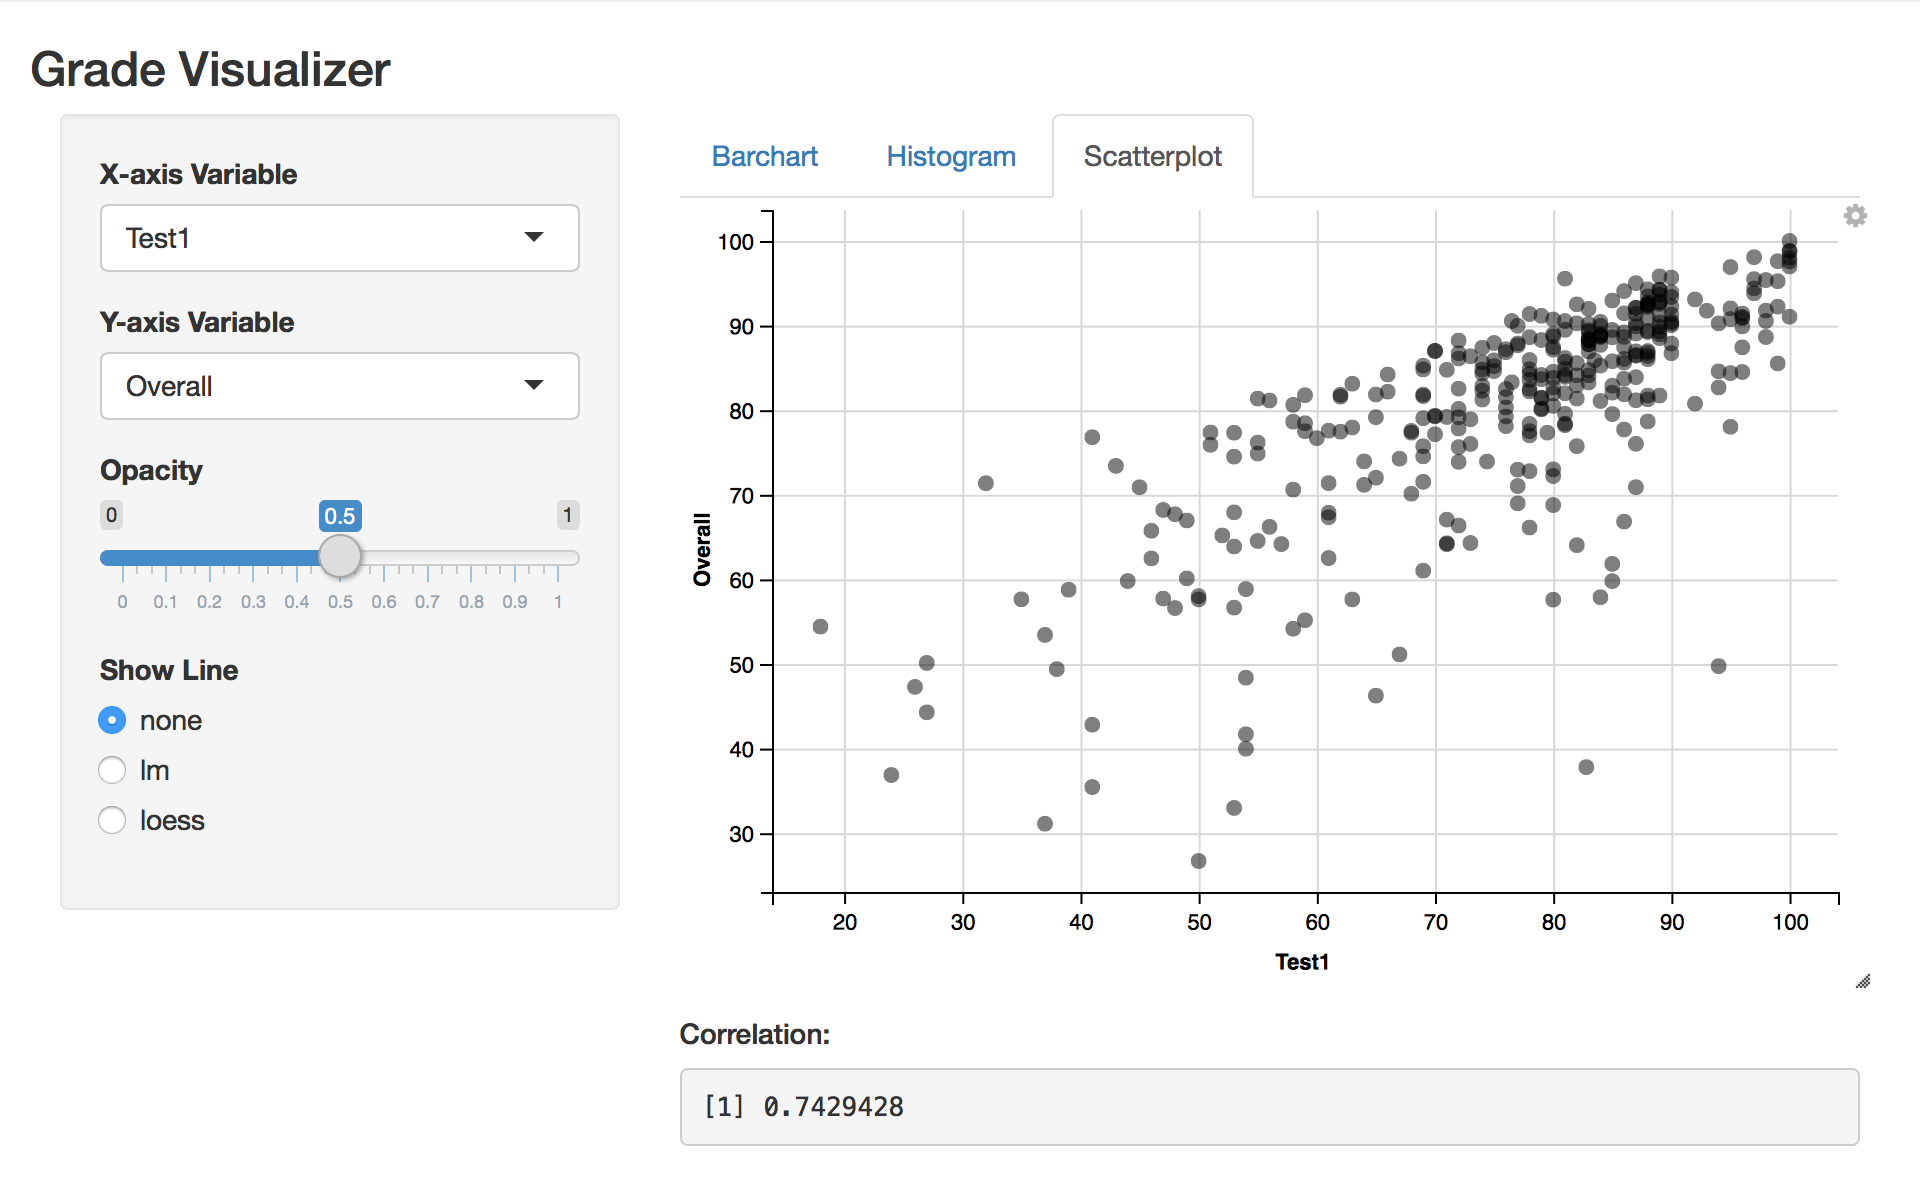 Grade Visualizer
X-axis Variable
Test1
Y-axis Variable
Overall
Opacity
0 0.5 1
0 0.1 0.2 0.3 0.4 0.5 0.6 0.7 0.8 0.9 1
Show Line
none
lm
loess
Barchart Histogram Scatterplot
100
90
80
70
60
50
40
30
Overall
20 30 40 50 60 70 80 90 100
Test1
Correlation:
[1] 0.7429428